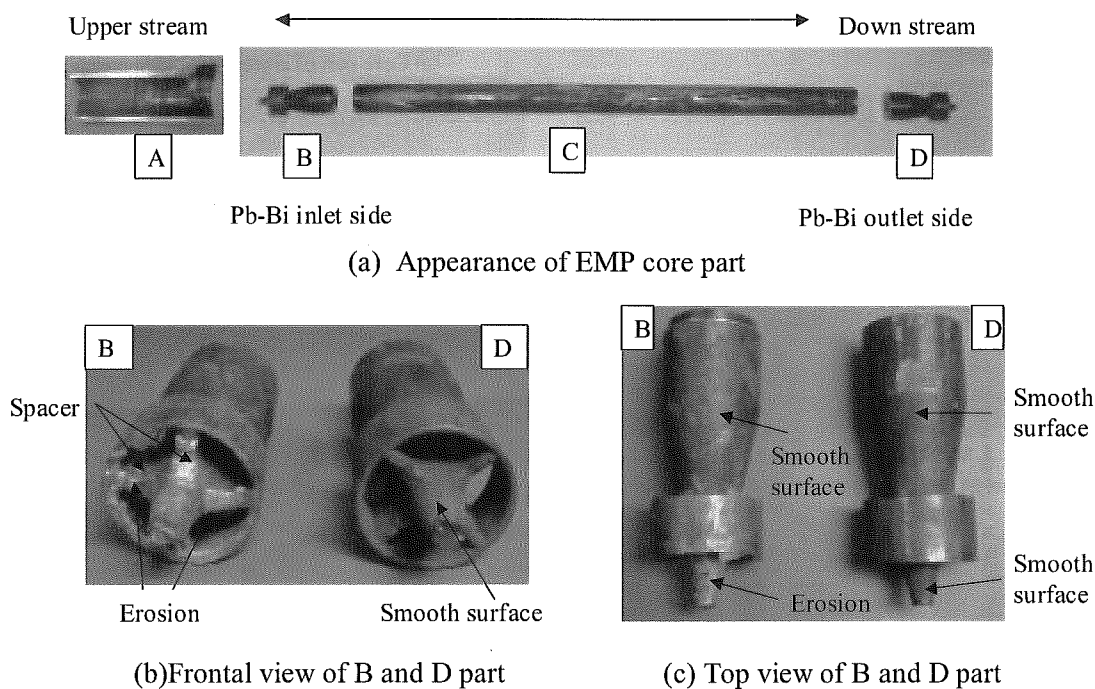 Upper stream
Down stream
A
B
C
D
Pb-Bi inlet side
Pb-Bi outlet side
(a) Appearance of EMP core part
B
D
Spacer
Erosion
Smooth surface
(b)Frontal view of B and D part
B
D
Smooth
surface
Smooth
surface
Erosion
Smooth
surface
(c) Top view of B and D part